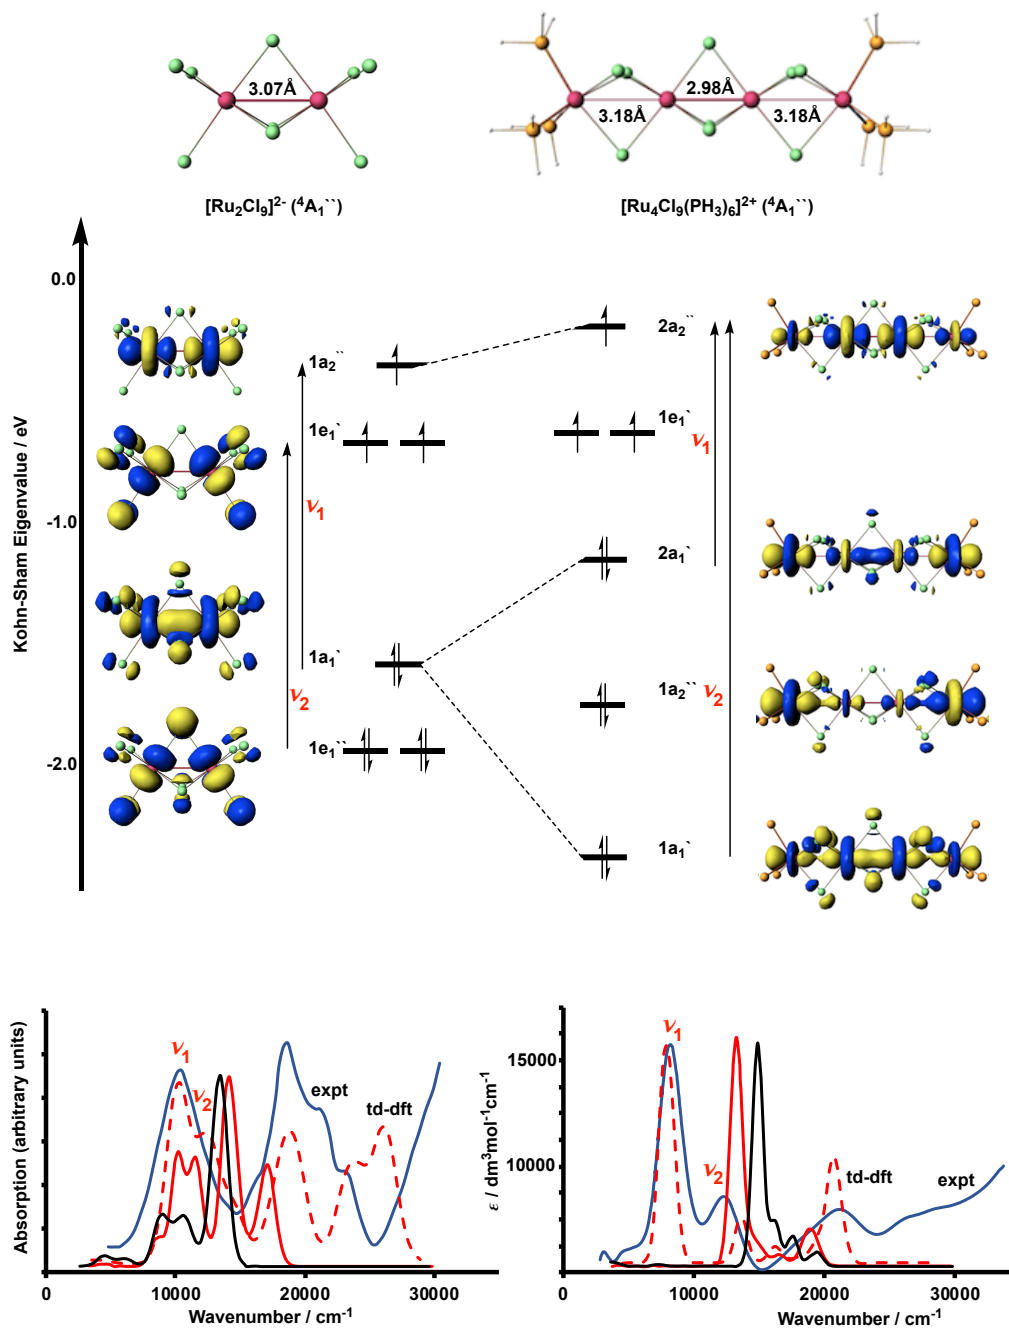 3.07Å
2.98Å
3.18Å
3.18Å
[Ru2Cl9]2- (4A1``)
[Ru4Cl9(PH3)6]2+ (4A1``)
Kohn-Sham Eigenvalue / eV
0.0
-1.0
-2.0
1a2``
1e1`
1a1`
1e1``
ν1
ν2
2a2``
1e1`
2a1`
1a2``
1a1`
ν1
ν2
Absorption (arbitrary units)
ν1
ν2
expt
td-dft
0
10000
20000
30000
Wavenumber / cm-1
ε / dm3mol-1cm-1
15000
10000
ν1
ν2
td-dft
expt
0
10000
20000
30000
Wavenumber / cm-1